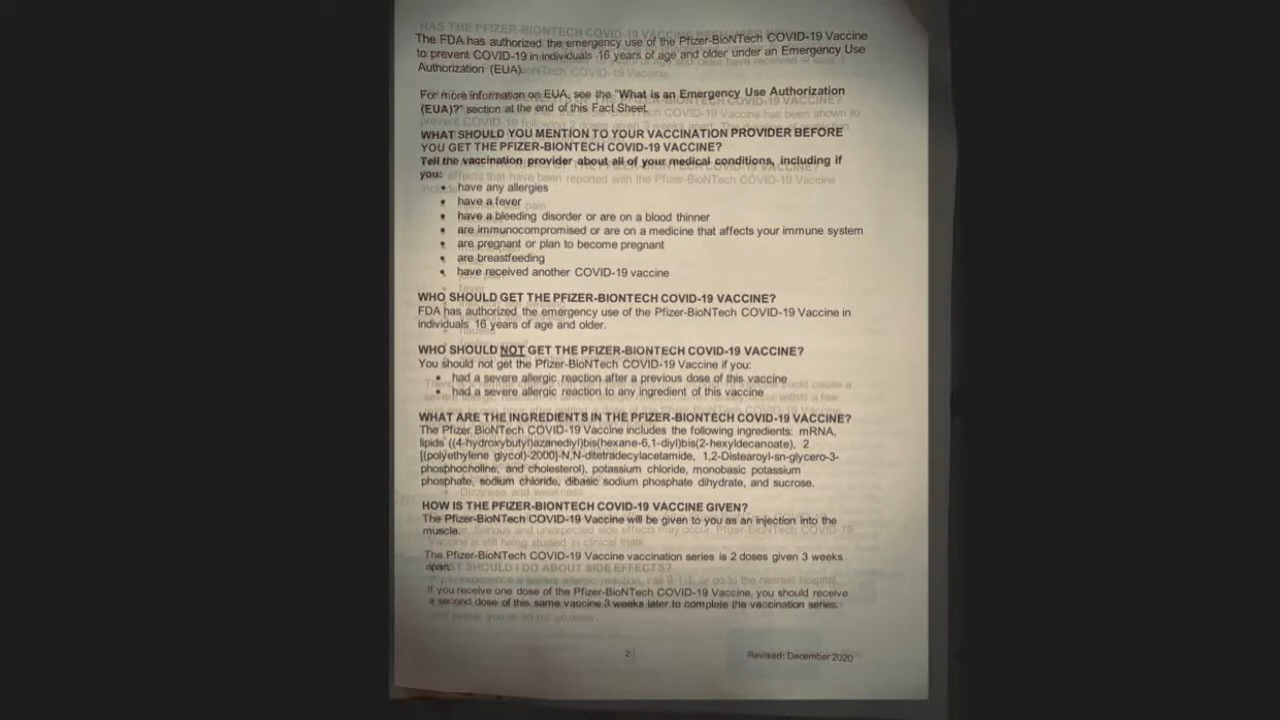 HAS THE PFIZER-BIONTECH COVID-19 VACCINE
The FDA has authorized the emergency use of the Pfizer-BioNTech COVID-19 Vaccine
to prevent COVID-19 in individuals 16 years of age and older under an Emergency Use
Authorization (EUA).
For more information on EUA, see the "What is an Emergency Use Authorization
(EUA)?" section at the end of this Fact Sheet.
WHAT SHOULD YOU MENTION TO YOUR VACCINATION PROVIDER BEFORE
YOU GET THE PFIZER-BIONTECH COVID-19 VACCINE?
Tell the vaccination provider about all of your medical conditions, including if
you:
• have any allergies
• have a fever
• have a bleeding disorder or are on a blood thinner
• are immunocompromised or are on a medicine that affects your immune system
• are pregnant or plan to become pregnant
• are breastfeeding
• have received another COVID-19 vaccine
WHO SHOULD GET THE PFIZER-BIONTECH COVID-19 VACCINE?
FDA has authorized the emergency use of the Pfizer-BioNTech COVID-19 Vaccine in
individuals 16 years of age and older.
WHO SHOULD NOT GET THE PFIZER-BIONTECH COVID-19 VACCINE?
You should not get the Pfizer-BioNTech COVID-19 Vaccine if you:
• had a severe allergic reaction after a previous dose of this vaccine
• had a severe allergic reaction to any ingredient of this vaccine
WHAT ARE THE INGREDIENTS IN THE PFIZER-BIONTECH COVID-19 VACCINE?
The Pfizer BioNTech COVID-19 Vaccine includes the following ingredients: mRNA,
lipids ((4-hydroxybutyl)azanediyl)bis(hexane-6,1-diyl)bis(2-hexyldecanoate), 2
[(polyethylene glycol)-2000]-N,N-ditetradecylacetamide, 1,2-Distearoyl-sn-glycero-3-
phosphocholine, and cholesterol), potassium chloride, monobasic potassium
phosphate, sodium chloride, dibasic sodium phosphate dihydrate, and sucrose.
HOW IS THE PFIZER-BIONTECH COVID-19 VACCINE GIVEN?
The Pfizer-BioNTech COVID-19 Vaccine will be given to you as an injection into the
muscle.
The Pfizer-BioNTech COVID-19 Vaccine vaccination series is 2 doses given 3 weeks
apart.
If you receive one dose of the Pfizer-BioNTech COVID-19 Vaccine, you should receive
a second dose of this same vaccine 3 weeks later to complete the vaccination series.
2
Revised: December 2020